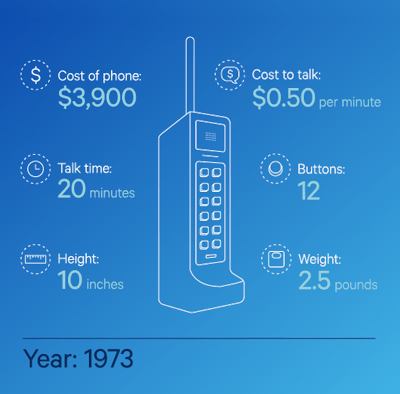 Cost of phone:
$3,900
Cost to talk:
$0.50 per minute
Talk time:
20 minutes
Buttons:
12
Height:
10 inches
Weight:
2.5 pounds
Year: 1973